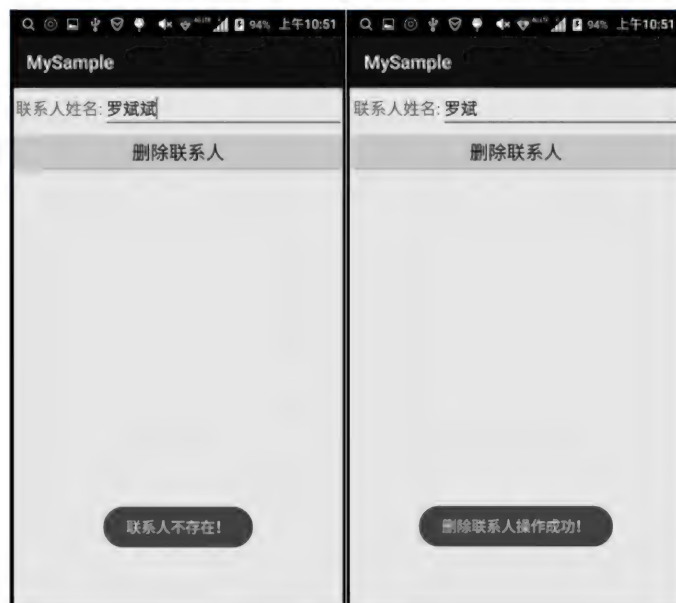 94% 上午10:51
MySample
联系人姓名: 罗斌斌
删除联系人
联系人不存在!
94% 上午10:51
MySample
联系人姓名: 罗斌
删除联系人
删除联系人操作成功!